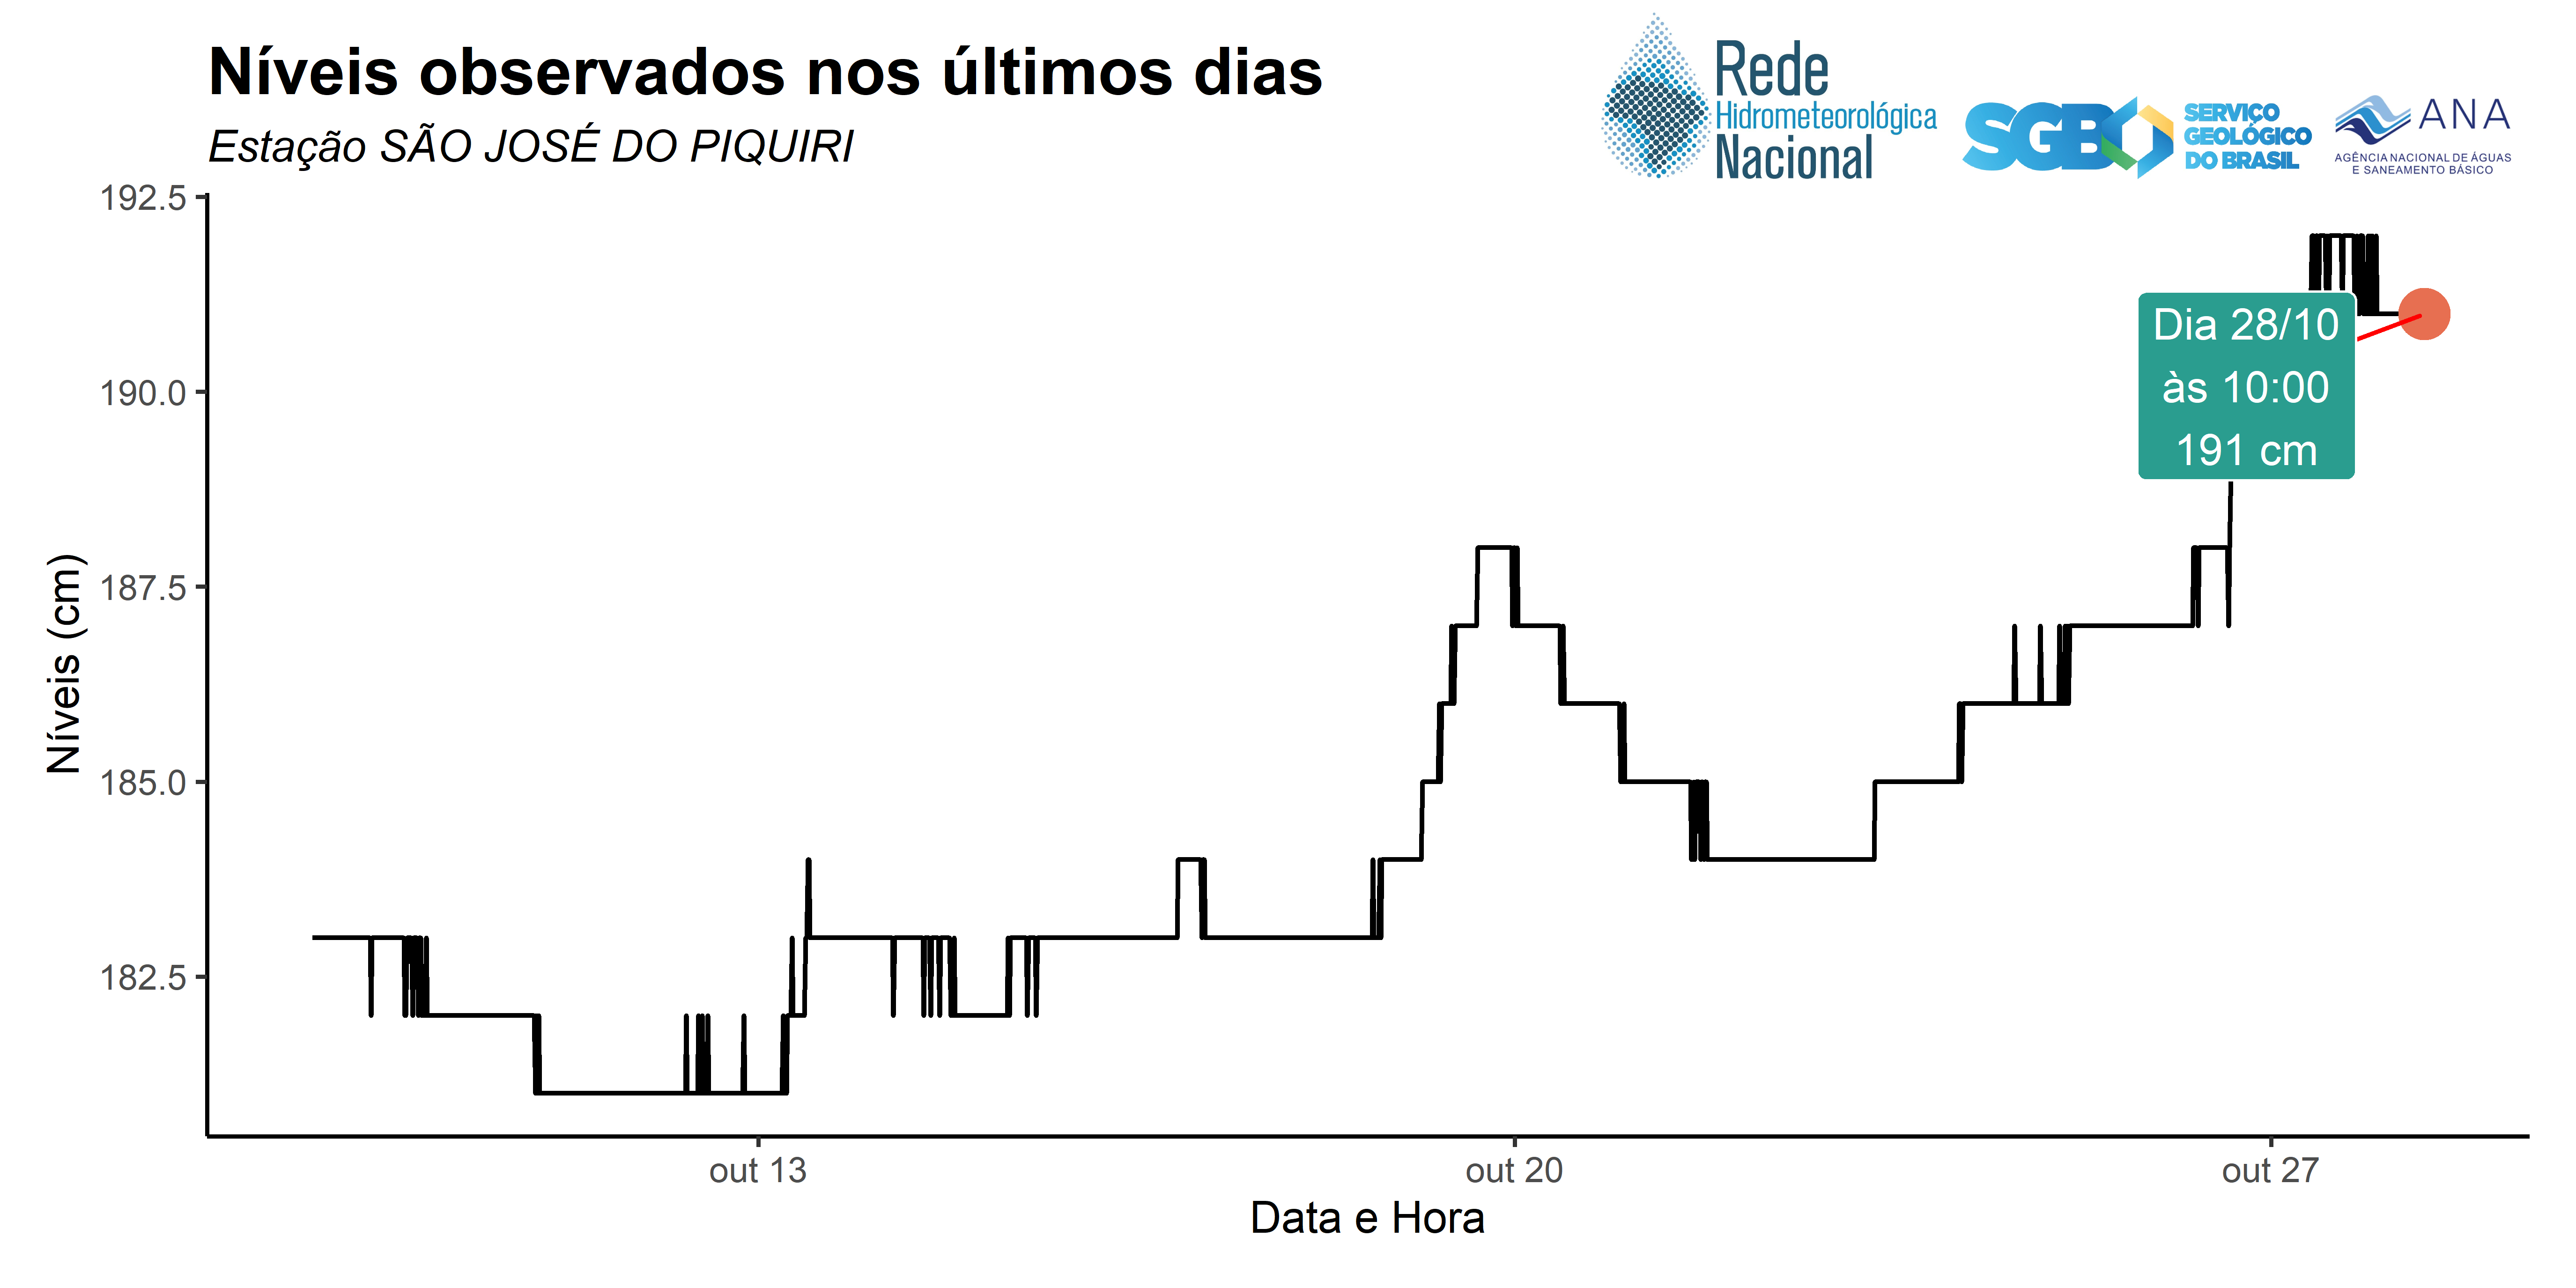 Níveis observados nos últimos dias
Estação SÃO JOSÉ DO PIQUIRI
Rede
Hidrometeorológica
Nacional
SGB
SERVIÇO
GEOLÓGICO
DO BRASIL
ANA
AGÊNCIA NACIONAL DE ÁGUAS
E SANEAMENTO BÁSICO
Níveis (cm)
192.5
190.0
187.5
185.0
182.5
Dia 28/10
às 10:00
191 cm
out 13
out 20
out 27
Data e Hora